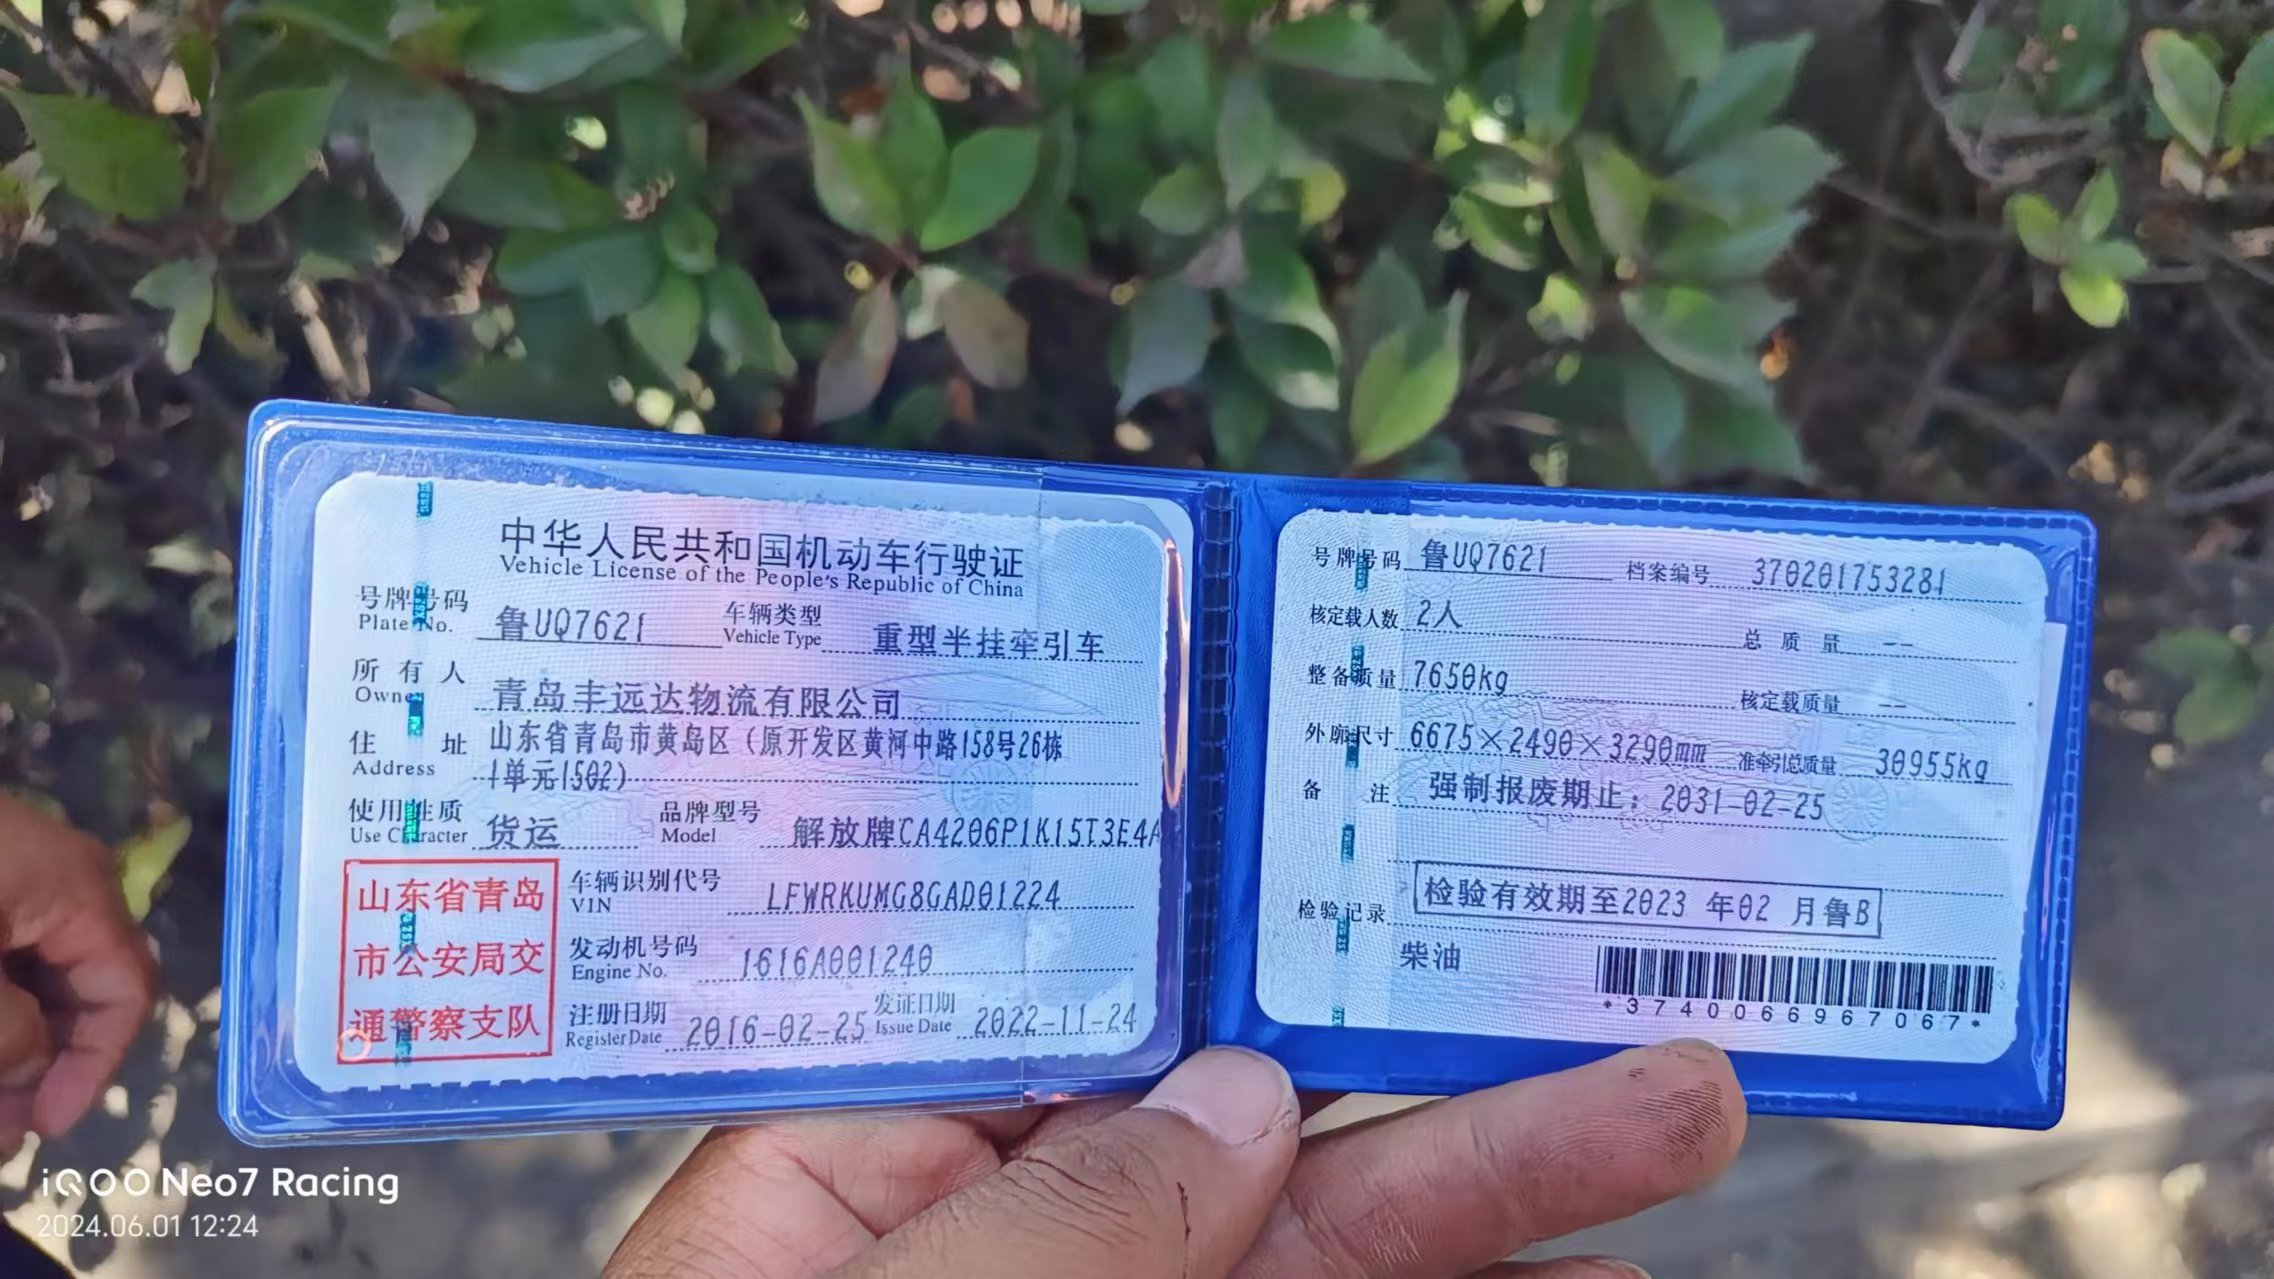 中华人民共和国机动车行驶证
Vehicle License of the People's Republic of China
号牌号码 鲁UQ7621 车辆类型 重型半挂牵引车
Plate No. Vehicle Type
所有人 青岛丰远达物流有限公司
Owner
住址 山东省青岛市黄岛区(原开发区黄河中路158号26栋
Address 1单元1502)
使用性质 货运 品牌型号 解放牌CA4206P1K15T3E4A
Use Character Model
山东省青岛
市公安局交
通警察支队
车辆识别代号 LFWRKUMG8GAD01224
VIN
发动机号码 1616A001240
Engine No.
注册日期 2016-02-25 发证日期 2022-11-24
Register Date Issue Date
号牌号码 鲁UQ7621 档案编号 370201753281
核定载人数 2人 总质量 --
整备质量 7650kg 核定载质量 --
外廓尺寸 6675×2490×3290mm 准牵引总质量 30955kg
备注 强制报废期止:2031-02-25
检验记录 检验有效期至2023 年02 月鲁B
柴油
*3740066967067*
iQOO Neo7 Racing
2024.06.01 12:24